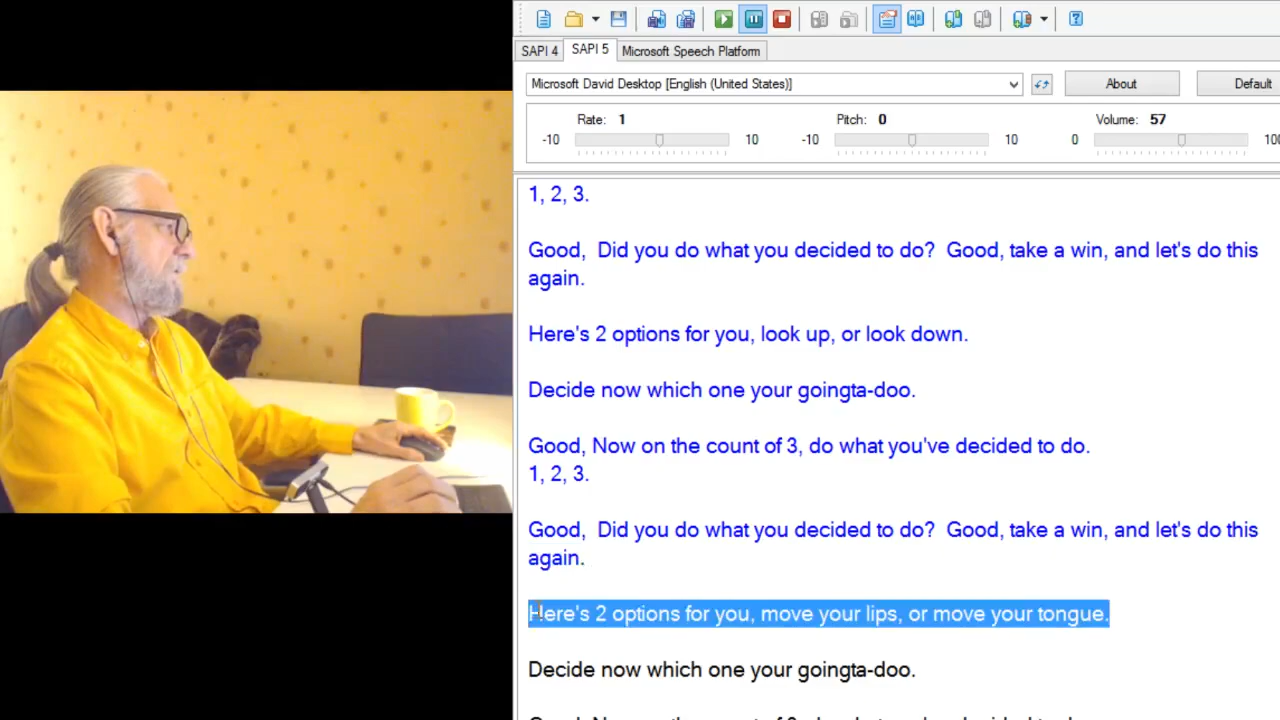 SAPI 4 SAPI 5 Microsoft Speech Platform
Microsoft David Desktop [English (United States)] About Default
Rate: 1 Pitch: 0 Volume: 57
-10 10 -10 10 0 100
1, 2, 3.
Good,  Did you do what you decided to do?  Good, take a win, and let's do this
again.
Here's 2 options for you, look up, or look down.
Decide now which one your goingta-doo.
Good, Now on the count of 3, do what you've decided to do.
1, 2, 3.
Good,  Did you do what you decided to do?  Good, take a win, and let's do this
again.
Here's 2 options for you, move your lips, or move your tongue.
Decide now which one your goingta-doo.